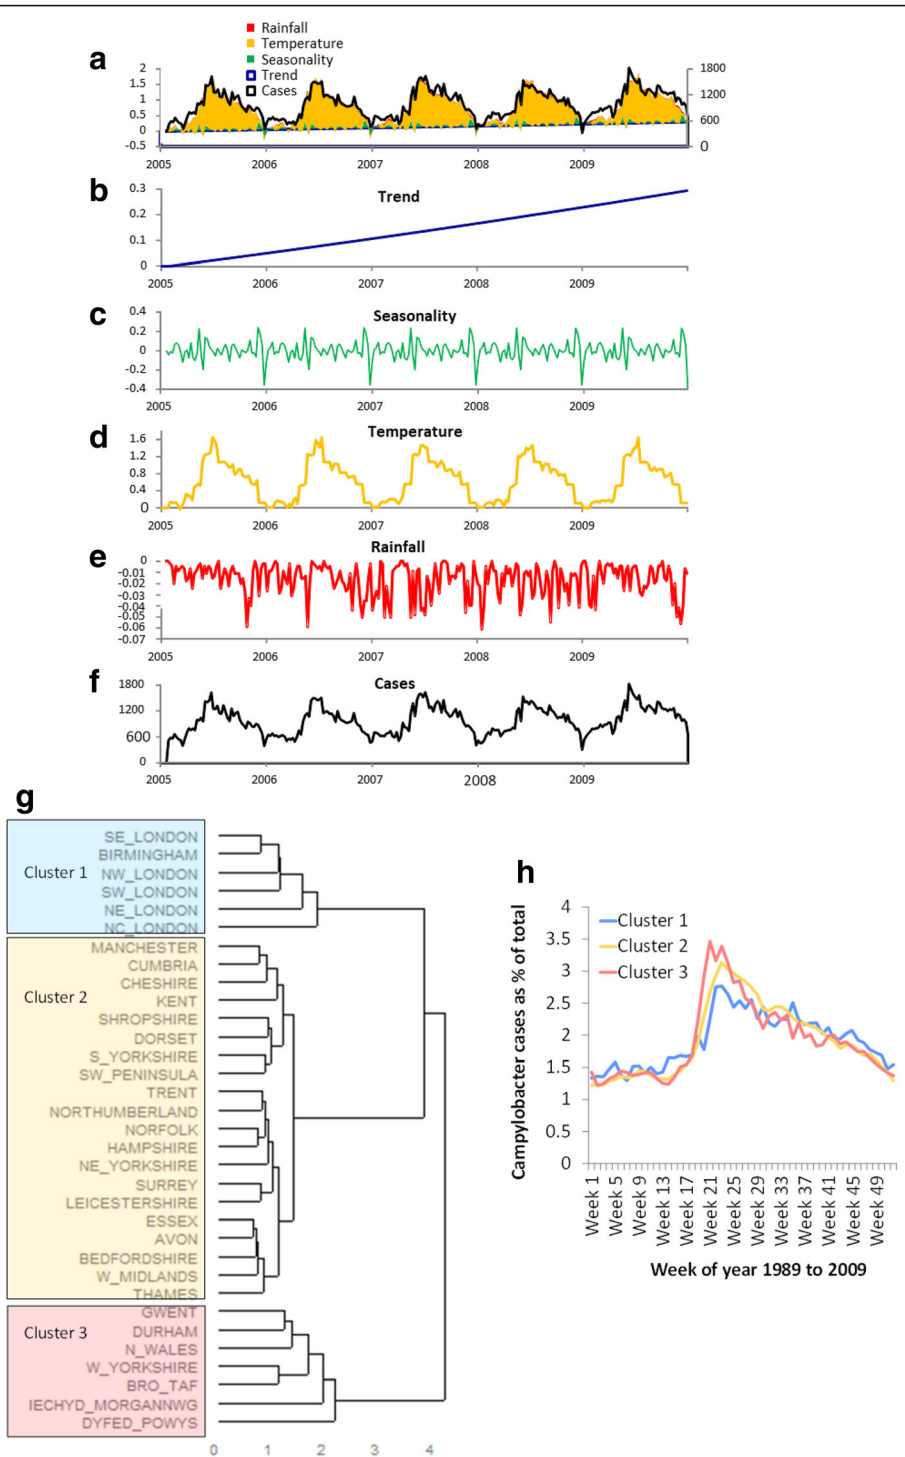 a
Rainfall
Temperature
Seasonality
Trend
Cases
2
1.5
1
0.5
0
-0.5
1800
1200
600
0
2005 2006 2007 2008 2009
b
Trend
0.3
0.2
0.1
0
2005 2006 2007 2008 2009
c
Seasonality
0.4
0.2
0
-0.2
-0.4
2005 2006 2007 2008 2009
d
Temperature
1.6
1.2
0.8
0.4
0
2005 2006 2007 2008 2009
e
Rainfall
0
-0.01
-0.02
-0.03
-0.04
-0.05
-0.06
-0.07
2005 2006 2007 2008 2009
f
Cases
1800
1200
600
0
2005 2006 2007 2008 2009
g
Cluster 1
SE_LONDON
BIRMINGHAM
NW_LONDON
SW_LONDON
NE_LONDON
NC_LONDON
Cluster 2
MANCHESTER
CUMBRIA
CHESHIRE
KENT
SHROPSHIRE
DORSET
S_YORKSHIRE
SW_PENINSULA
TRENT
NORTHUMBERLAND
NORFOLK
HAMPSHIRE
NE_YORKSHIRE
SURREY
LEICESTERSHIRE
ESSEX
AVON
BEDFORDSHIRE
W_MIDLANDS
THAMES
Cluster 3
GWENT
DURHAM
N_WALES
W_YORKSHIRE
BRO_TAF
IECHYD_MORGANNWG
DYFED_POWYS
0 1 2 3 4
h
Campylobacter cases as % of total
4
3.5
3
2.5
2
1.5
1
0.5
0
Cluster 1
Cluster 2
Cluster 3
Week 1
Week 5
Week 9
Week 13
Week 17
Week 21
Week 25
Week 29
Week 33
Week 37
Week 41
Week 45
Week 49
Week of year 1989 to 2009